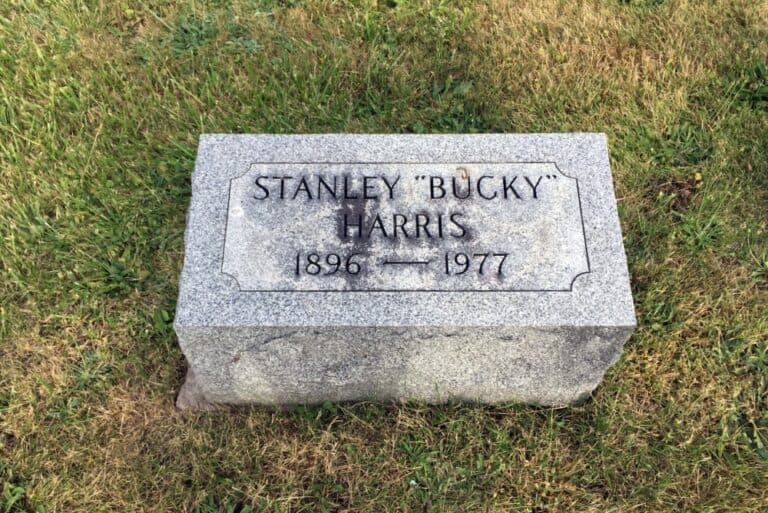 STANLEY "BUCKY"
HARRIS
1896 — 1977